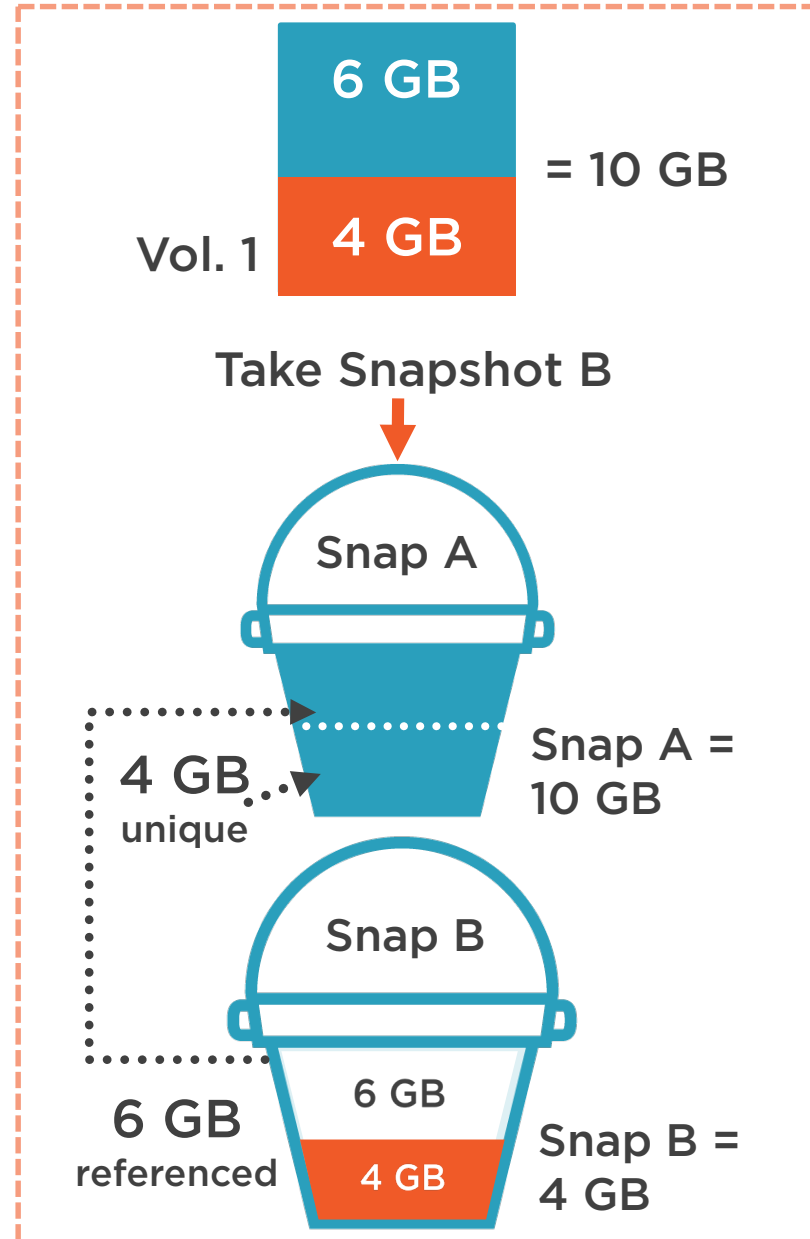 6 GB
= 10 GB
4 GB
Vol. 1
Take Snapshot B
Snap A
Snap A =
10 GB
4 GB
unique
Snap B
6 GB
6 GB
referenced
4 GB
Snap B =
4 GB